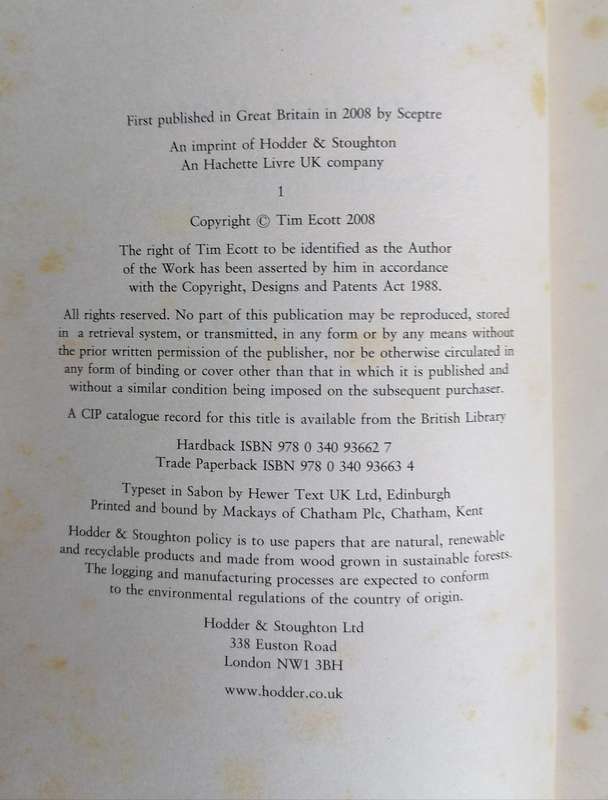 First published in Great Britain in 2008 by Sceptre
An imprint of Hodder & Stoughton
An Hachette Livre UK company
1
Copyright © Tim Ecott 2008
The right of Tim Ecott to be identified as the Author
of the Work has been asserted by him in accordance
with the Copyright, Designs and Patents Act 1988.
All rights reserved. No part of this publication may be reproduced, stored
in a retrieval system, or transmitted, in any form or by any means without
the prior written permission of the publisher, nor be otherwise circulated in
any form of binding or cover other than that in which it is published and
without a similar condition being imposed on the subsequent purchaser.
A CIP catalogue record for this title is available from the British Library
Hardback ISBN 978 0 340 93662 7
Trade Paperback ISBN 978 0 340 93663 4
Typeset in Sabon by Hewer Text UK Ltd, Edinburgh
Printed and bound by Mackays of Chatham Plc, Chatham, Kent
Hodder & Stoughton policy is to use papers that are natural, renewable
and recyclable products and made from wood grown in sustainable forests.
The logging and manufacturing processes are expected to conform
to the environmental regulations of the country of origin.
Hodder & Stoughton Ltd
338 Euston Road
London NW1 3BH
www.hodder.co.uk